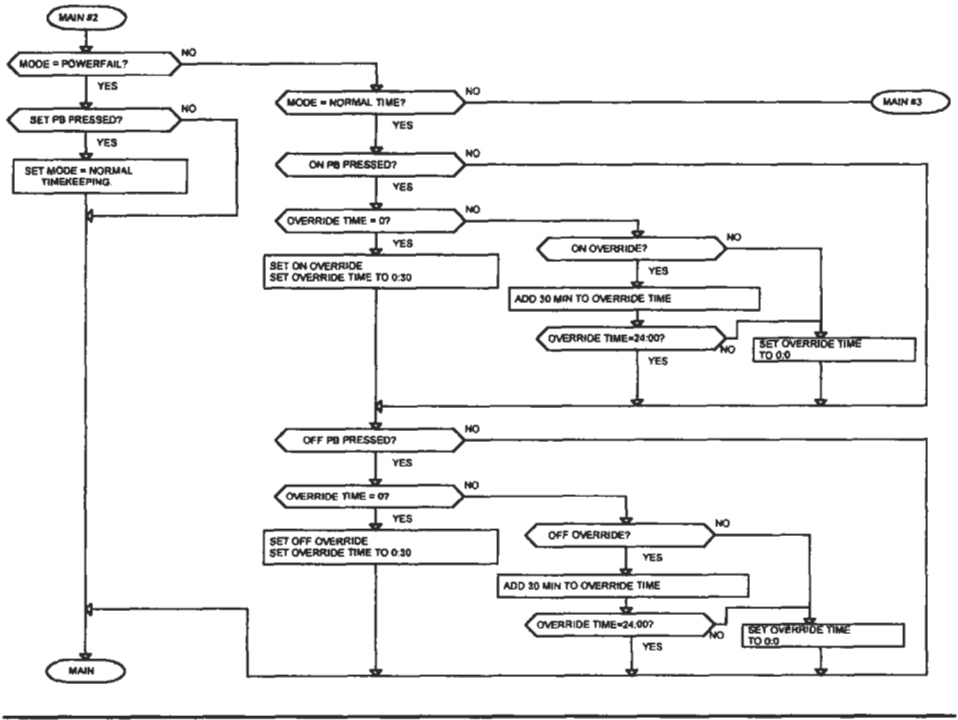 MAIN #2
MODE = POWERFAIL?
NO
YES
SET PB PRESSED?
NO
YES
SET MODE = NORMAL
TIMEKEEPING.
MODE = NORMAL TIME?
NO
YES
MAIN #3
ON PB PRESSED?
NO
YES
OVERRIDE TIME = 0?
NO
YES
SET ON OVERRIDE
SET OVERRIDE TIME TO 0:30
ON OVERRIDE?
NO
YES
ADD 30 MIN TO OVERRIDE TIME
OVERRIDE TIME=24:00?
NO
YES
SET OVERRIDE TIME
TO 0:0
OFF PB PRESSED?
NO
YES
OVERRIDE TIME = 0?
NO
YES
SET OFF OVERRIDE
SET OVERRIDE TIME TO 0:30
OFF OVERRIDE?
NO
YES
ADD 30 MIN TO OVERRIDE TIME
OVERRIDE TIME=24:00?
NO
YES
SET OVERRIDE TIME
TO 0:0
MAIN